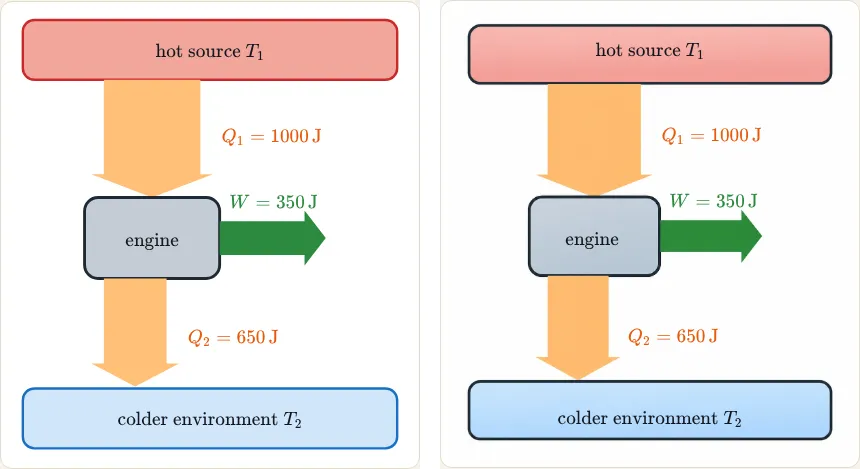 hot source T₁
Q₁ = 1000 J
W = 350 J
engine
Q₂ = 650 J
colder environment T₂
hot source T₁
Q₁ = 1000 J
W = 350 J
engine
Q₂ = 650 J
colder environment T₂